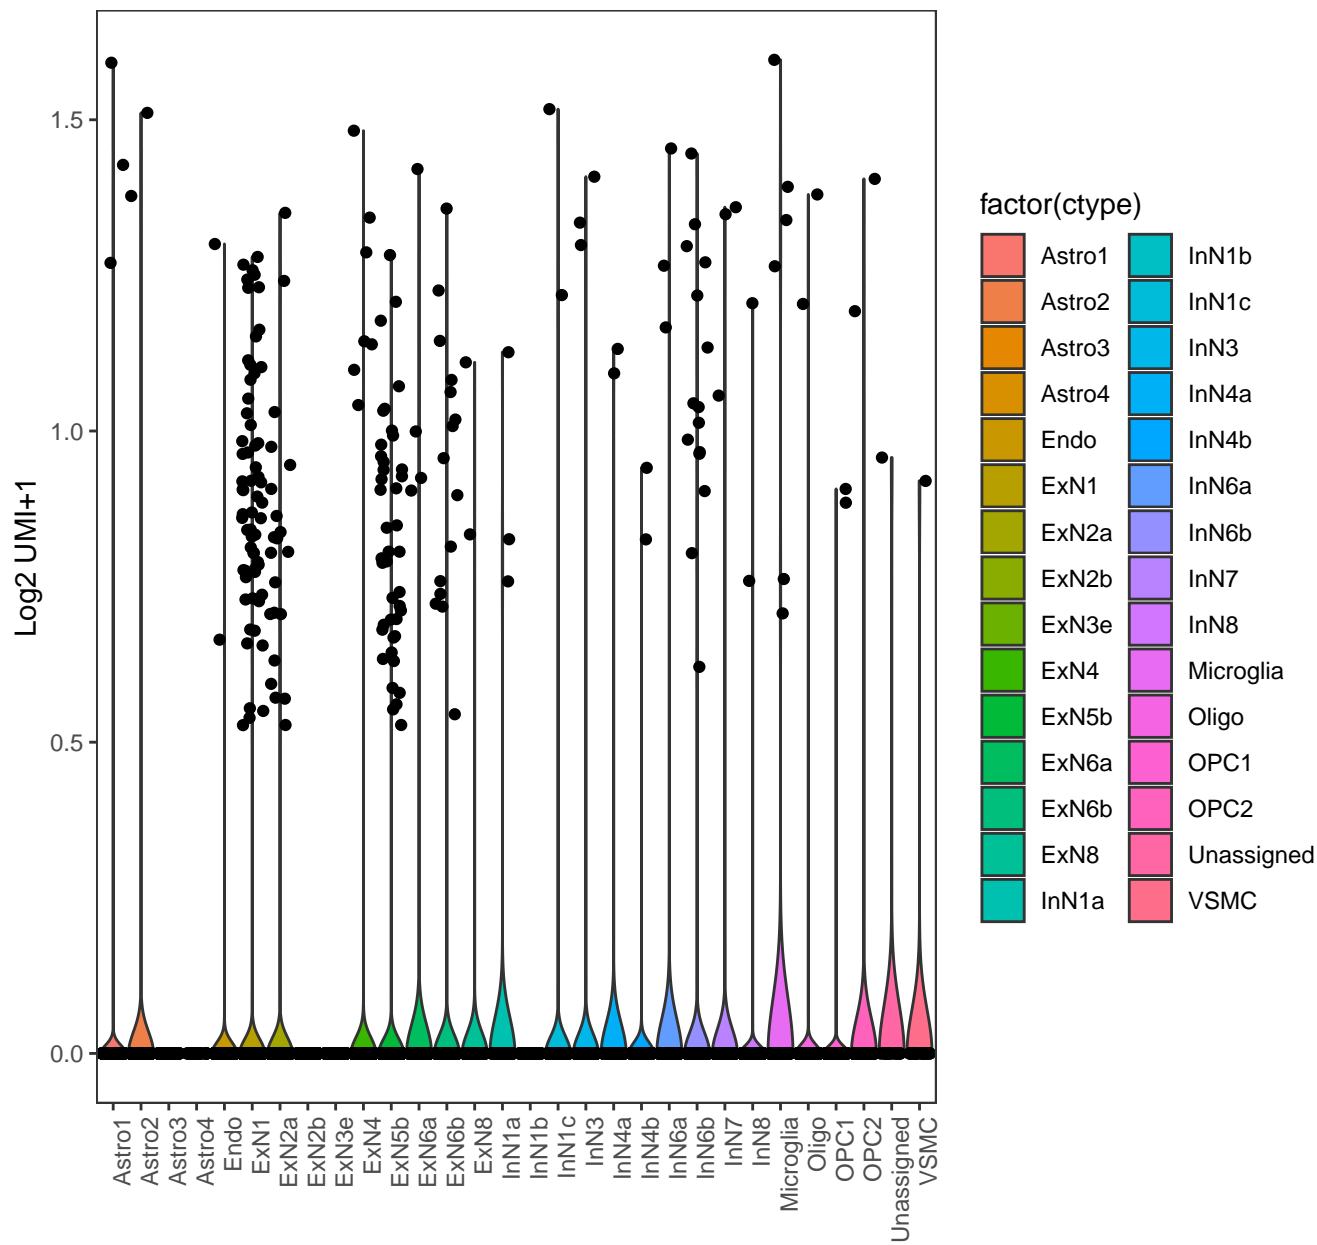 Log2 UMI+1
1.5
1.0
0.5
0.0
Astro1
Astro2
Astro3
Astro4
Endo
ExN1
ExN2a
ExN2b
ExN3e
ExN4
ExN5b
ExN6a
ExN6b
ExN8
InN1a
InN1b
InN1c
InN3
InN4a
InN4b
InN6a
InN6b
InN7
InN8
Microglia
Oligo
OPC1
OPC2
Unassigned
VSMC
factor(ctype)
Astro1
Astro2
Astro3
Astro4
Endo
ExN1
ExN2a
ExN2b
ExN3e
ExN4
ExN5b
ExN6a
ExN6b
ExN8
InN1a
InN1b
InN1c
InN3
InN4a
InN4b
InN6a
InN6b
InN7
InN8
Microglia
Oligo
OPC1
OPC2
Unassigned
VSMC